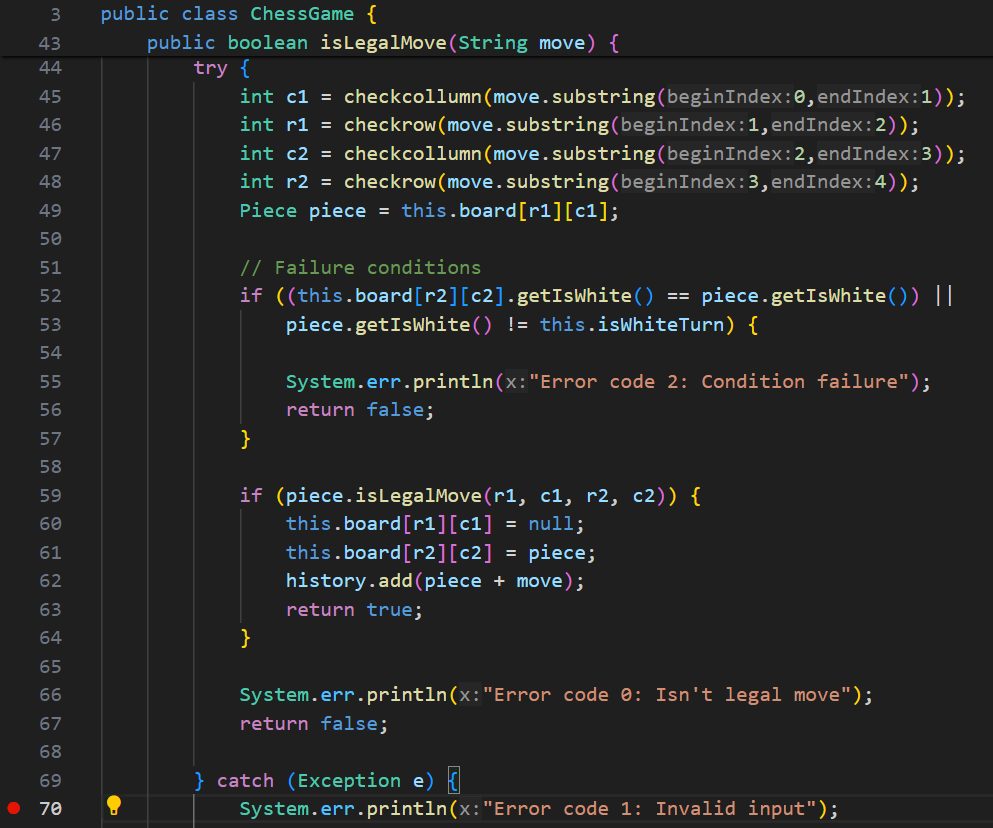 3 public class ChessGame {
43     public boolean isLegalMove(String move) {
44         try {
45             int c1 = checkcollumn(move.substring(beginIndex:0,endIndex:1));
46             int r1 = checkrow(move.substring(beginIndex:1,endIndex:2));
47             int c2 = checkcollumn(move.substring(beginIndex:2,endIndex:3));
48             int r2 = checkrow(move.substring(beginIndex:3,endIndex:4));
49             Piece piece = this.board[r1][c1];
50
51             // Failure conditions
52             if ((this.board[r2][c2].getIsWhite() == piece.getIsWhite()) ||
53                 piece.getIsWhite() != this.isWhiteTurn) {
54
55                 System.err.println(x:"Error code 2: Condition failure");
56                 return false;
57             }
58
59             if (piece.isLegalMove(r1, c1, r2, c2)) {
60                 this.board[r1][c1] = null;
61                 this.board[r2][c2] = piece;
62                 history.add(piece + move);
63                 return true;
64             }
65
66             System.err.println(x:"Error code 0: Isn't legal move");
67             return false;
68
69         } catch (Exception e) {
70             System.err.println(x:"Error code 1: Invalid input");